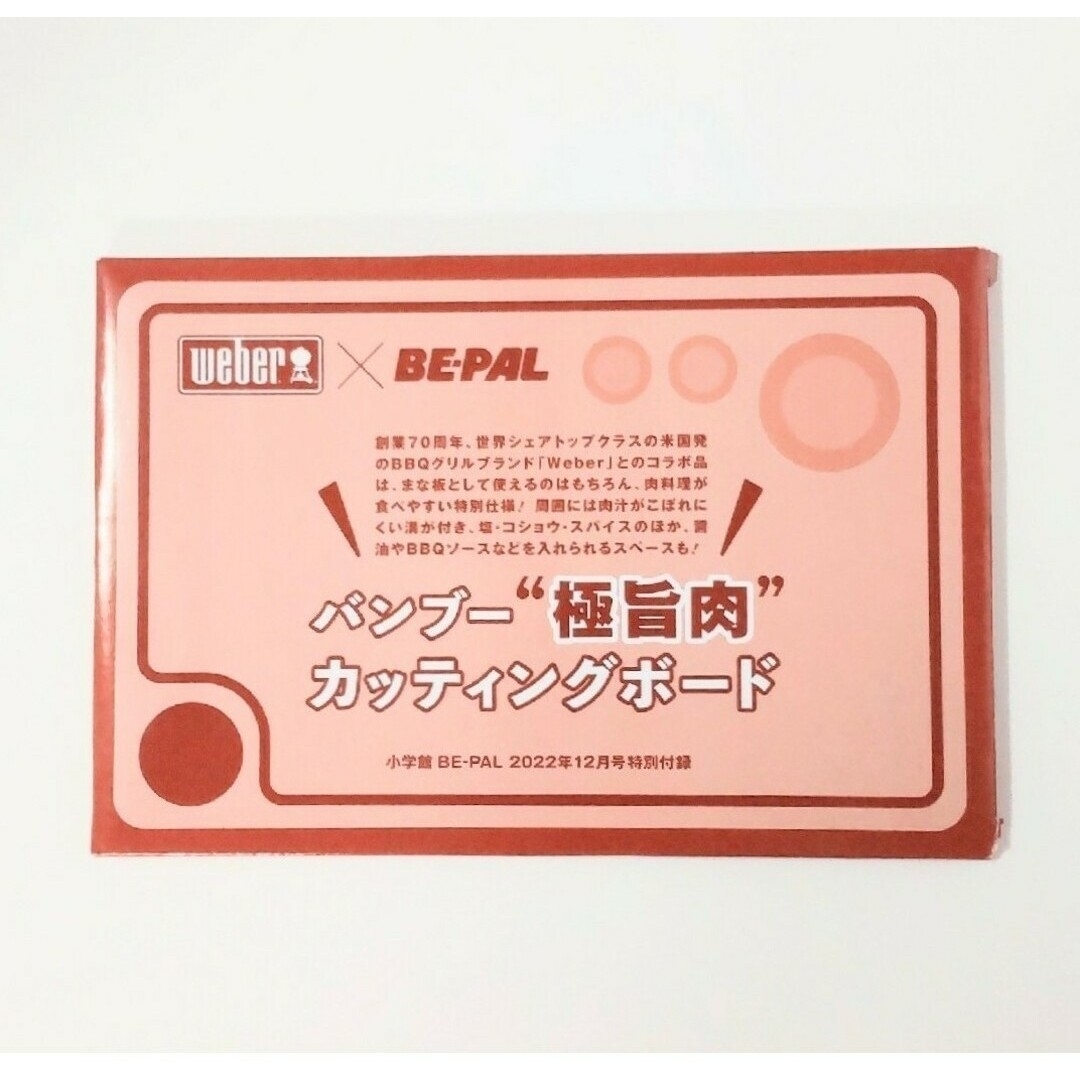 weber × BE-PAL
創業70周年、世界シェアトップクラスの米国発
のBBQグリルブランド「Weber」とのコラボ品
は、まな板として使えるのはもちろん、肉料理が
食べやすい特別仕様! 周囲には肉汁がこぼれに
くい溝が付き、塩・コショウ・スパイスのほか、醤
油やBBQソースなどを入れられるスペースも!
バンブー“極旨肉”
カッティングボード
小学館 BE-PAL 2022年12月号特別付録